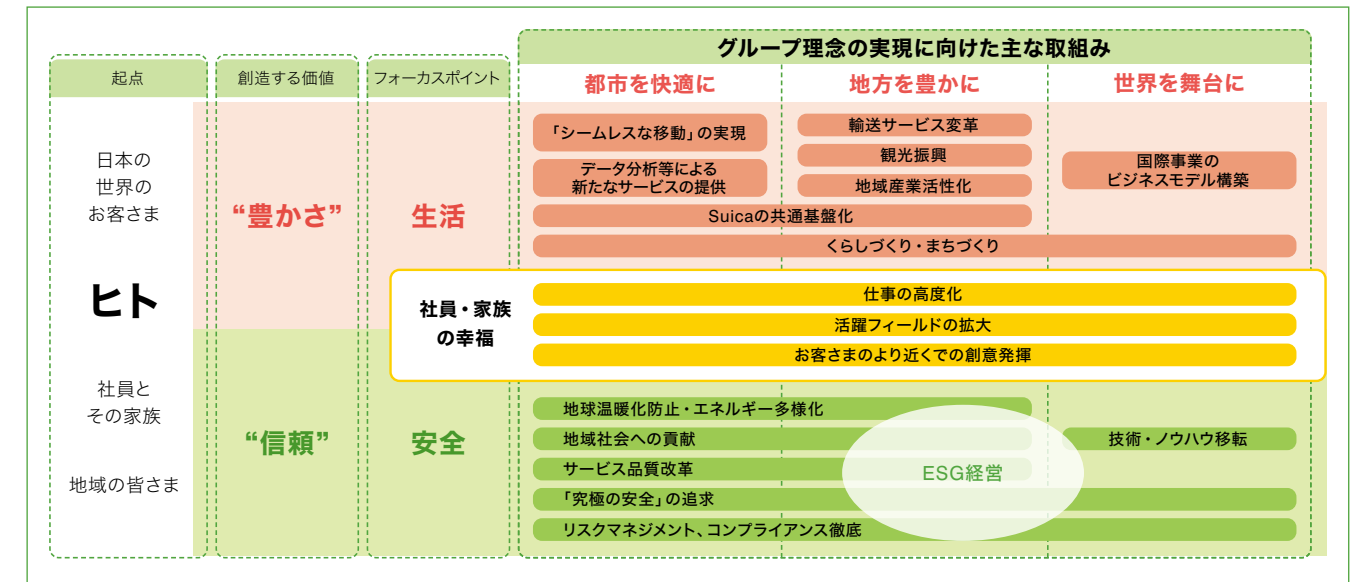 グループ理念の実現に向けた主な取組み
起点
創造する価値
フォーカスポイント
都市を快適に
地方を豊かに
世界を舞台に
日本の
世界の
お客さま
ヒト
社員と
その家族
地域の皆さま
“豊かさ”
生活
「シームレスな移動」の実現
データ分析等による
新たなサービスの提供
輸送サービス変革
観光振興
地域産業活性化
国際事業の
ビジネスモデル構築
Suicaの共通基盤化
くらしづくり・まちづくり
社員・家族
の幸福
仕事の高度化
活躍フィールドの拡大
お客さまのより近くでの創意発揮
“信頼”
安全
地球温暖化防止・エネルギー多様化
地域社会への貢献
サービス品質改革
「究極の安全」の追求
リスクマネジメント、コンプライアンス徹底
技術・ノウハウ移転
ESG経営